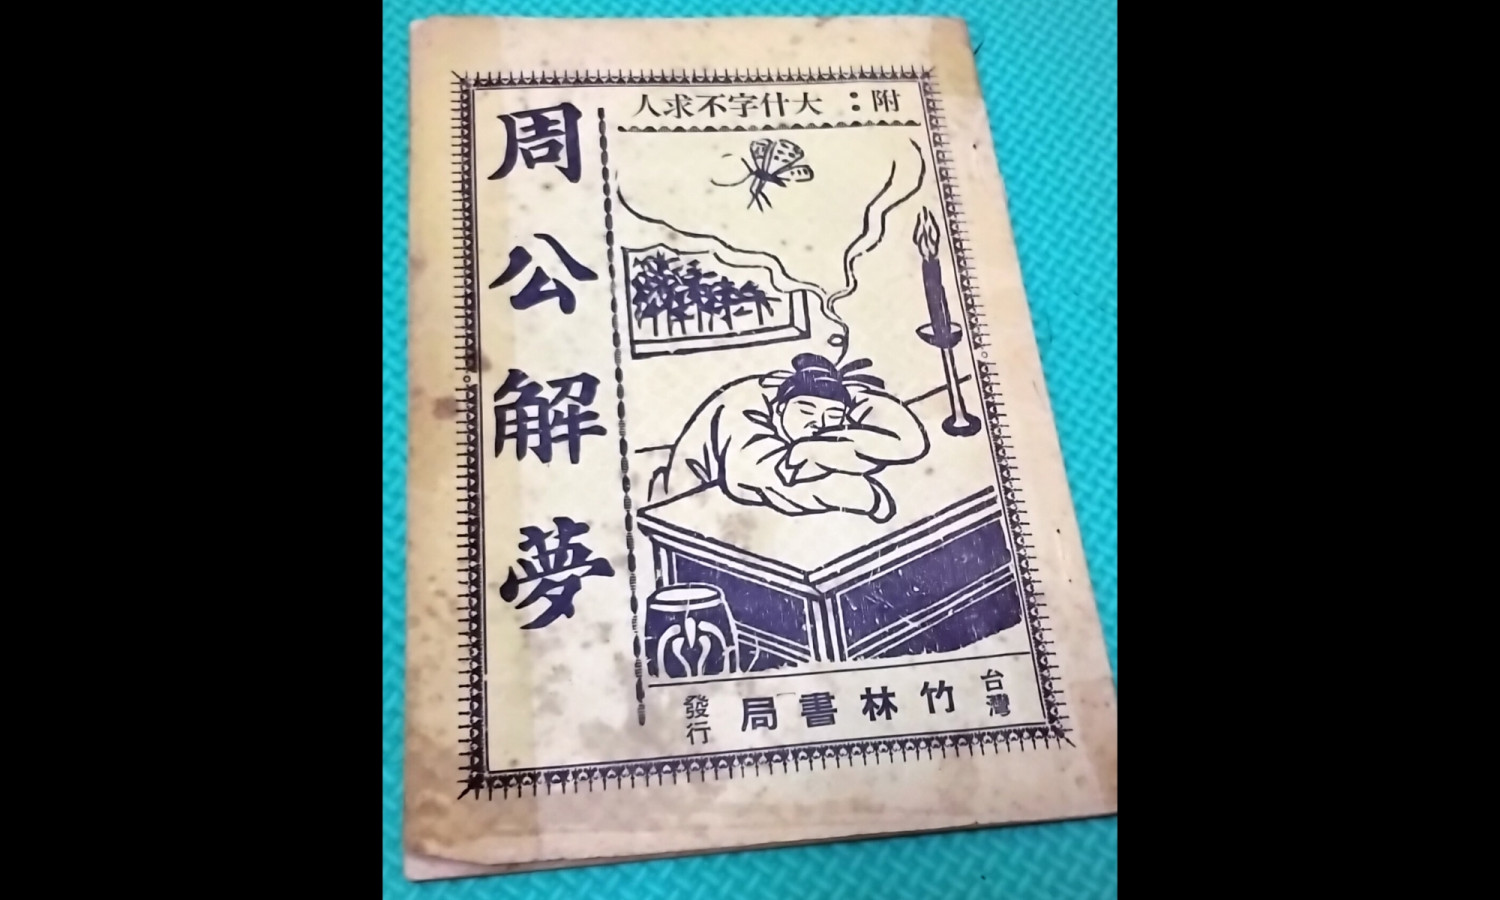 附：大什字不求人
周公解夢
台灣竹林書局發行